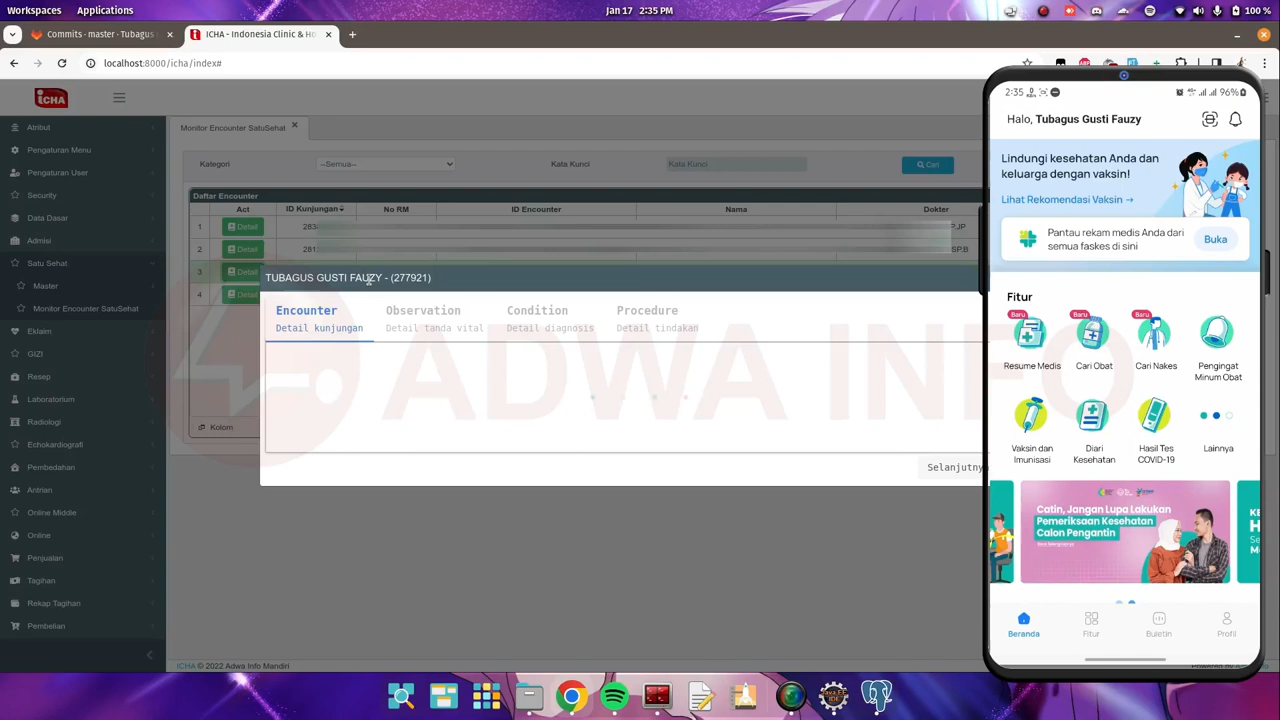 Workspaces Applications Jan 17 2:35 PM 100 %
Commits · master · Tubagus
ICHA - Indonesia Clinic & Ho
localhost:8000/icha/index#
iCHA
Atribut
Pengaturan Menu
Pengaturan User
Security
Data Dasar
Admisi
Satu Sehat
Master
Monitor Encounter SatuSehat
Eklaim
GIZI
Resep
Laboratorium
Radiologi
Echokardiografi
Pembedahan
Antrian
Online Middle
Online
Penjualan
Tagihan
Rekap Tagihan
Pembelian
Monitor Encounter SatuSehat
Kategori --Semua-- Kata Kunci Kata Kunci Cari
Daftar Encounter
Act ID Kunjungan No RM ID Encounter Nama Dokter
1 Detail 283
2 Detail 281 SP.B
3 Detail
4 Detail
Kolom
TUBAGUS GUSTI FAUZY - (277921)
Encounter Observation Condition Procedure
Detail kunjungan Detail tanda vital Detail diagnosis Detail tindakan
Selanjutny
ADWA INFO
ICHA © 2022 Adwa Info Mandiri
2:35 96%
Halo, Tubagus Gusti Fauzy
Lindungi kesehatan Anda dan
keluarga dengan vaksin!
Lihat Rekomendasi Vaksin →
Pantau rekam medis Anda dari
semua faskes di sini
Buka
Fitur
Baru Baru Baru
Resume Medis Cari Obat Cari Nakes Pengingat
Minum Obat
Vaksin dan
Imunisasi
Diari
Kesehatan
Hasil Tes
COVID-19
Lainnya
Catin, Jangan Lupa Lakukan
Pemeriksaan Kesehatan
Calon Pengantin
Beranda Fitur Buletin Profil